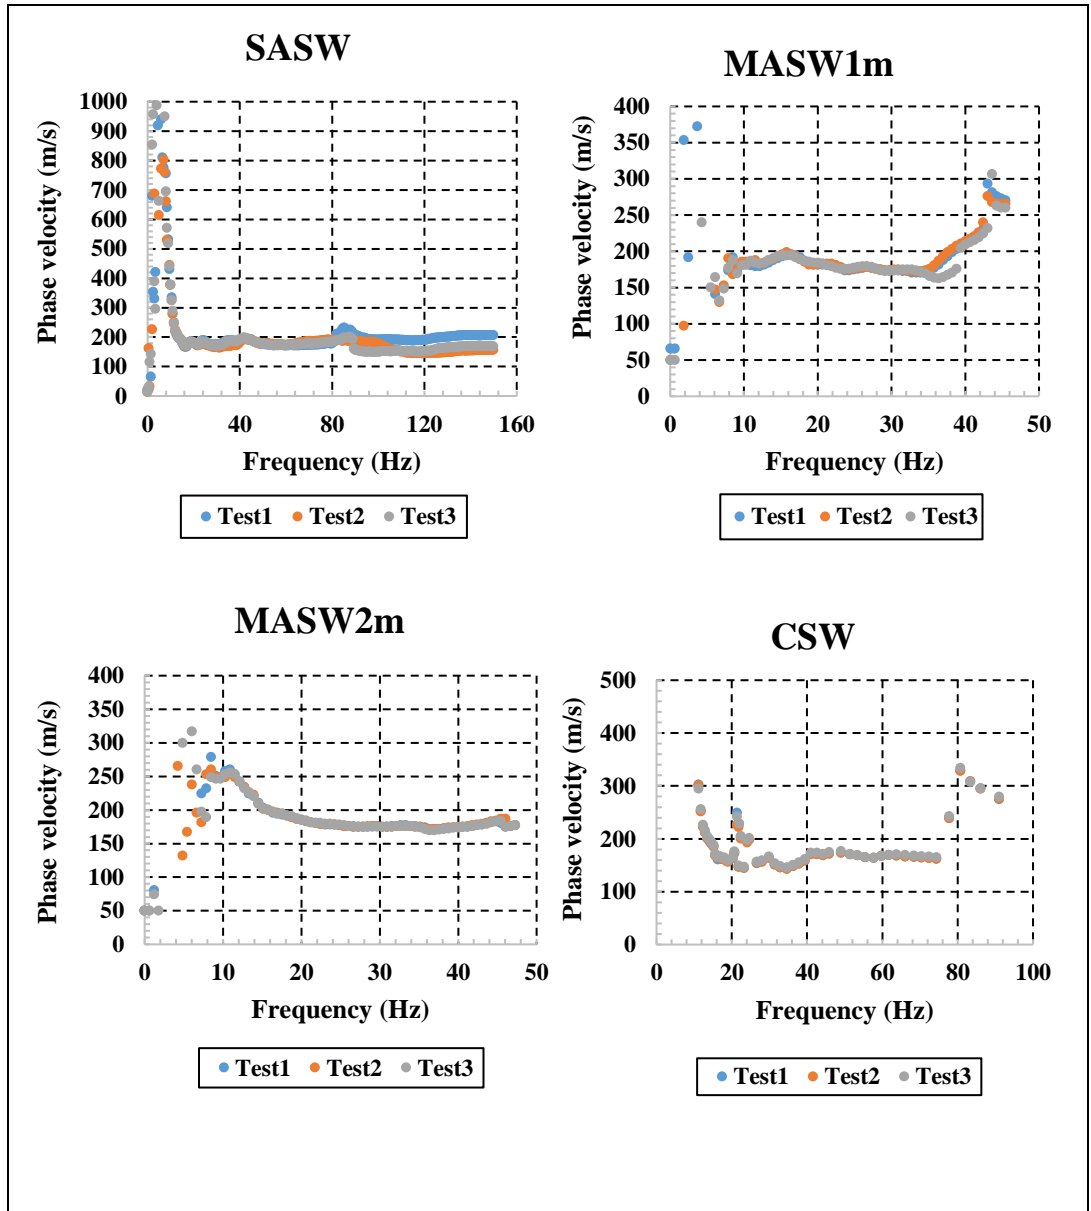 SASW
1000
900
800
700
600
500
400
300
200
100
0
0 40 80 120 160
Phase velocity (m/s)
Frequency (Hz)
Test1 Test2 Test3
MASW1m
400
350
300
250
200
150
100
50
0
0 10 20 30 40 50
Phase velocity (m/s)
Frequency (Hz)
Test1 Test2 Test3
MASW2m
400
350
300
250
200
150
100
50
0
0 10 20 30 40 50
Phase velocity (m/s)
Frequency (Hz)
Test1 Test2 Test3
CSW
500
400
300
200
100
0
0 20 40 60 80 100
Phase velocity (m/s)
Frequency (Hz)
Test1 Test2 Test3